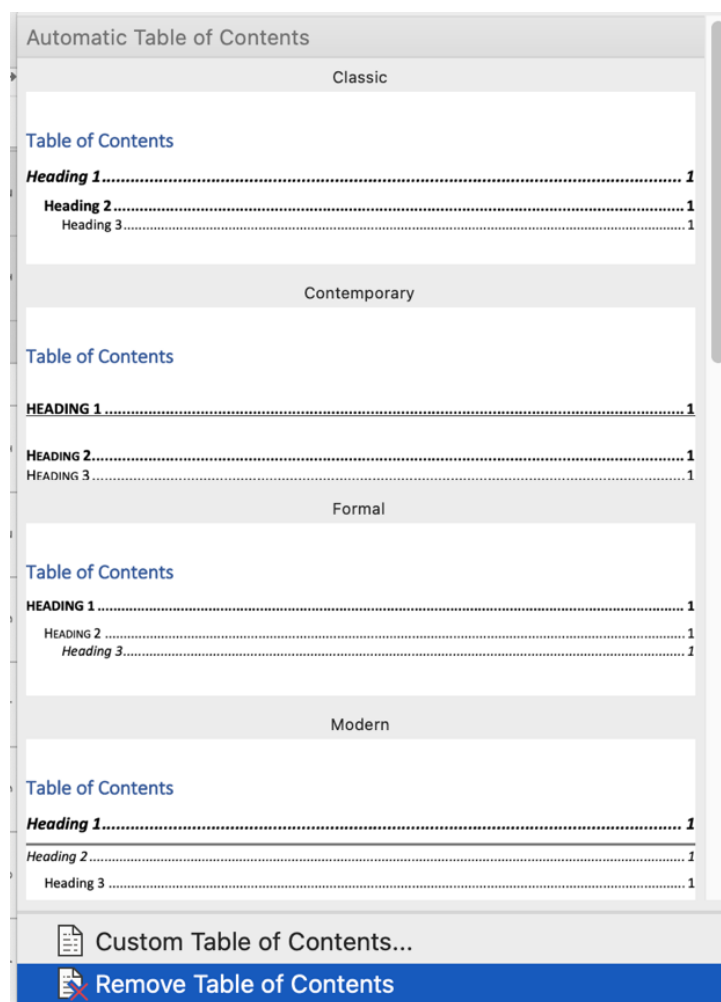 Automatic Table of Contents
Classic
Table of Contents
Heading 1........................................................................................................ 1
Heading 2........................................................................................................1
Heading 3........................................................................................................1
Contemporary
Table of Contents
HEADING 1 ........................................................................................................1
HEADING 2........................................................................................................1
HEADING 3........................................................................................................1
Formal
Table of Contents
HEADING 1 ........................................................................................................1
HEADING 2 ........................................................................................................1
Heading 3........................................................................................................1
Modern
Table of Contents
Heading 1........................................................................................................ 1
Heading 2........................................................................................................1
Heading 3 ........................................................................................................1
Custom Table of Contents...
Remove Table of Contents